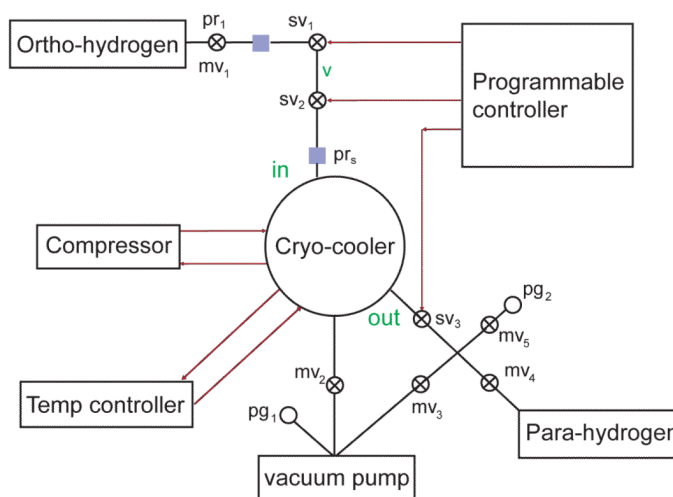 Ortho-hydrogen
pr₁
mv₁
sv₁
v
sv₂
Programmable
controller
prₛ
in
Compressor
Cryo-cooler
out
sv₃
pg₂
mv₅
mv₂
mv₄
mv₃
Temp controller
pg₁
Para-hydrogen
vacuum pump